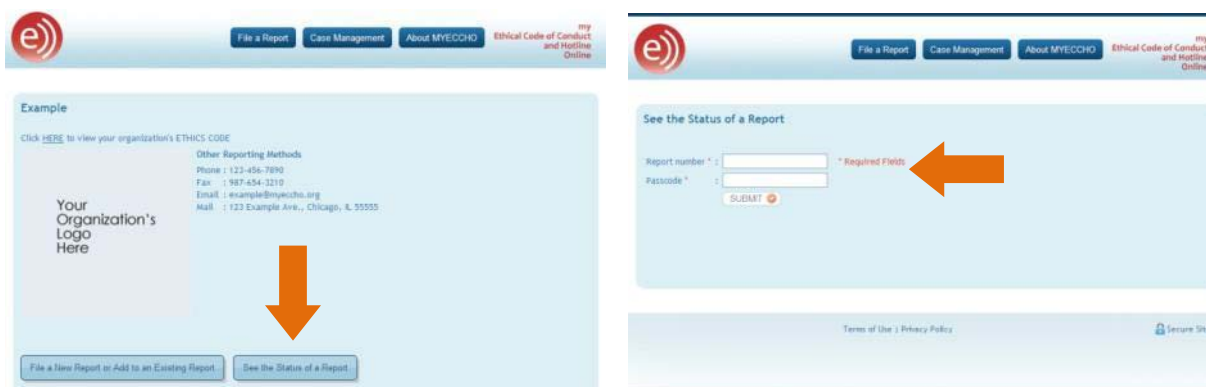 e
File a Report
Case Management
About MYECCHO
my
Ethical Code of Conduct
and Hotline
Online
Example
Click HERE to view your organization's ETHICS CODE
Other Reporting Methods
Phone : 123-456-7890
Fax : 987-654-3210
Email : example@myeccho.org
Mail : 123 Example Ave., Chicago, IL 55555
Your
Organization's
Logo
Here
File a New Report or Add to an Existing Report
See the Status of a Report
e
File a Report
Case Management
About MYECCHO
my
Ethical Code of Conduct
and Hotline
Online
See the Status of a Report
Report number * :
* Required Fields
Passcode * :
SUBMIT
Terms of Use : Privacy Policy
Secure Sit